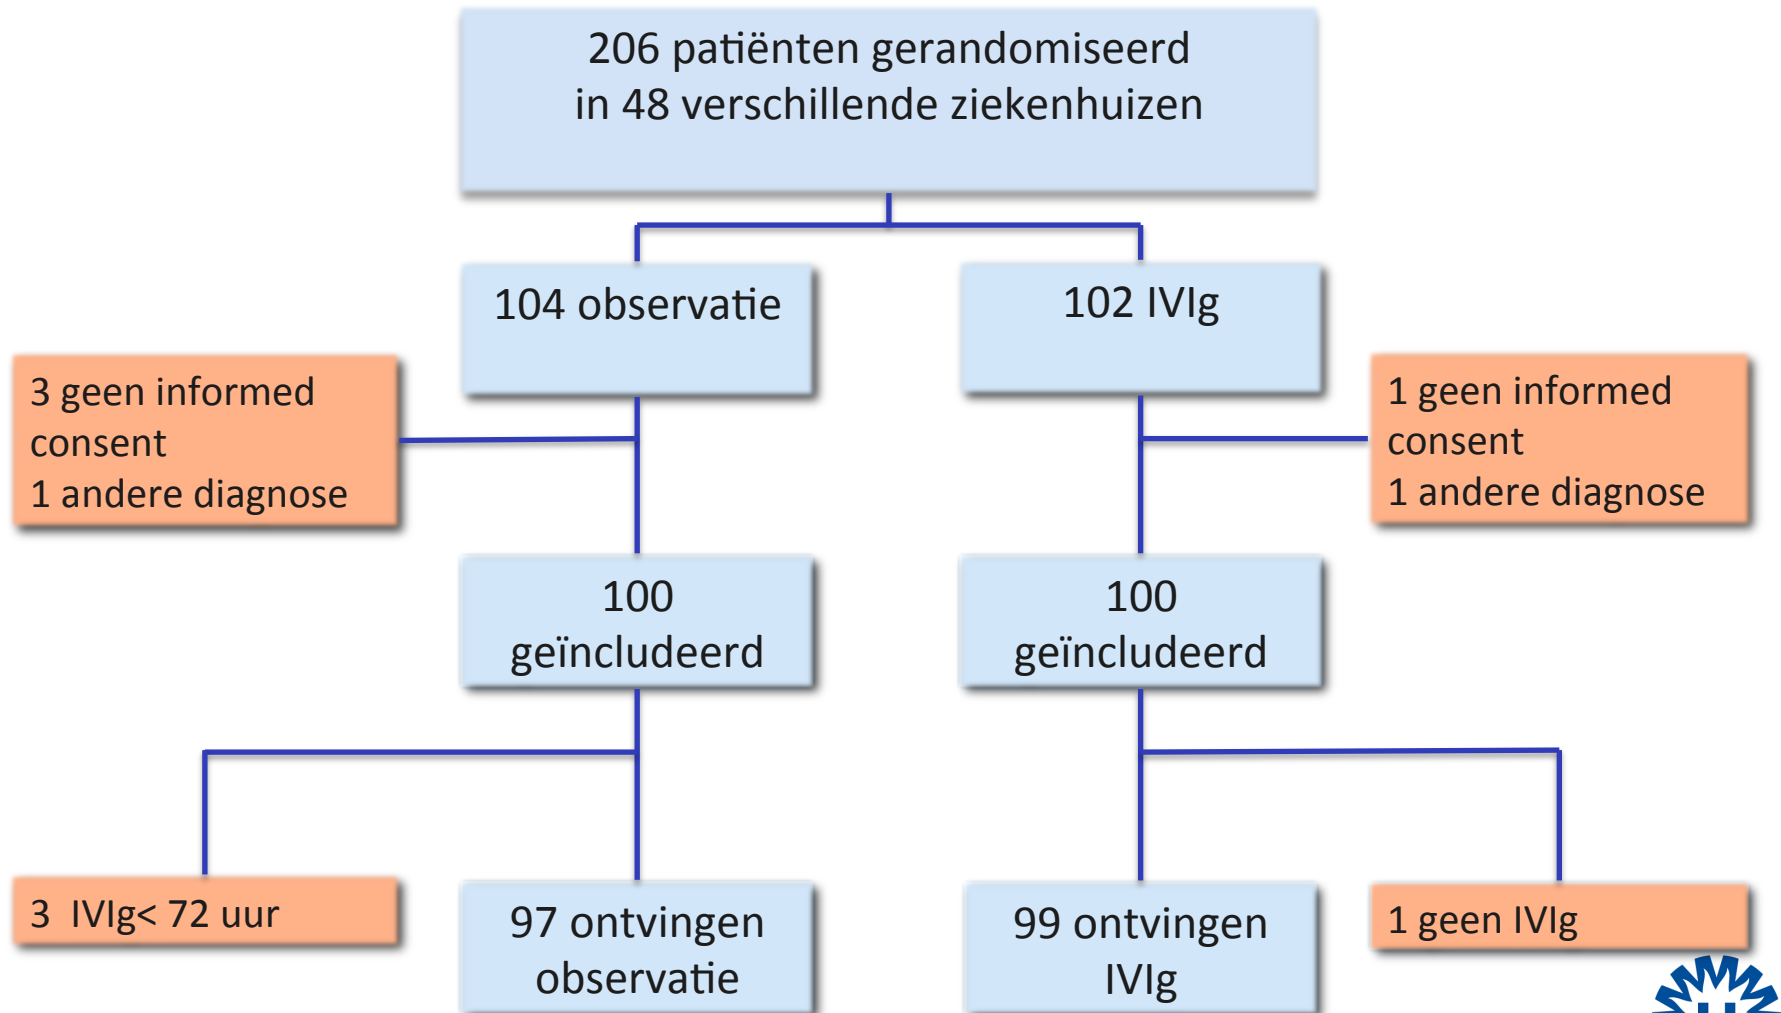 206 patiënten gerandomiseerd
in 48 verschillende ziekenhuizen
104 observatie
102 IVIg
3 geen informed
consent
1 andere diagnose
1 geen informed
consent
1 andere diagnose
100
geïncludeerd
100
geïncludeerd
3  IVIg< 72 uur
97 ontvingen
observatie
99 ontvingen
IVIg
1 geen IVIg